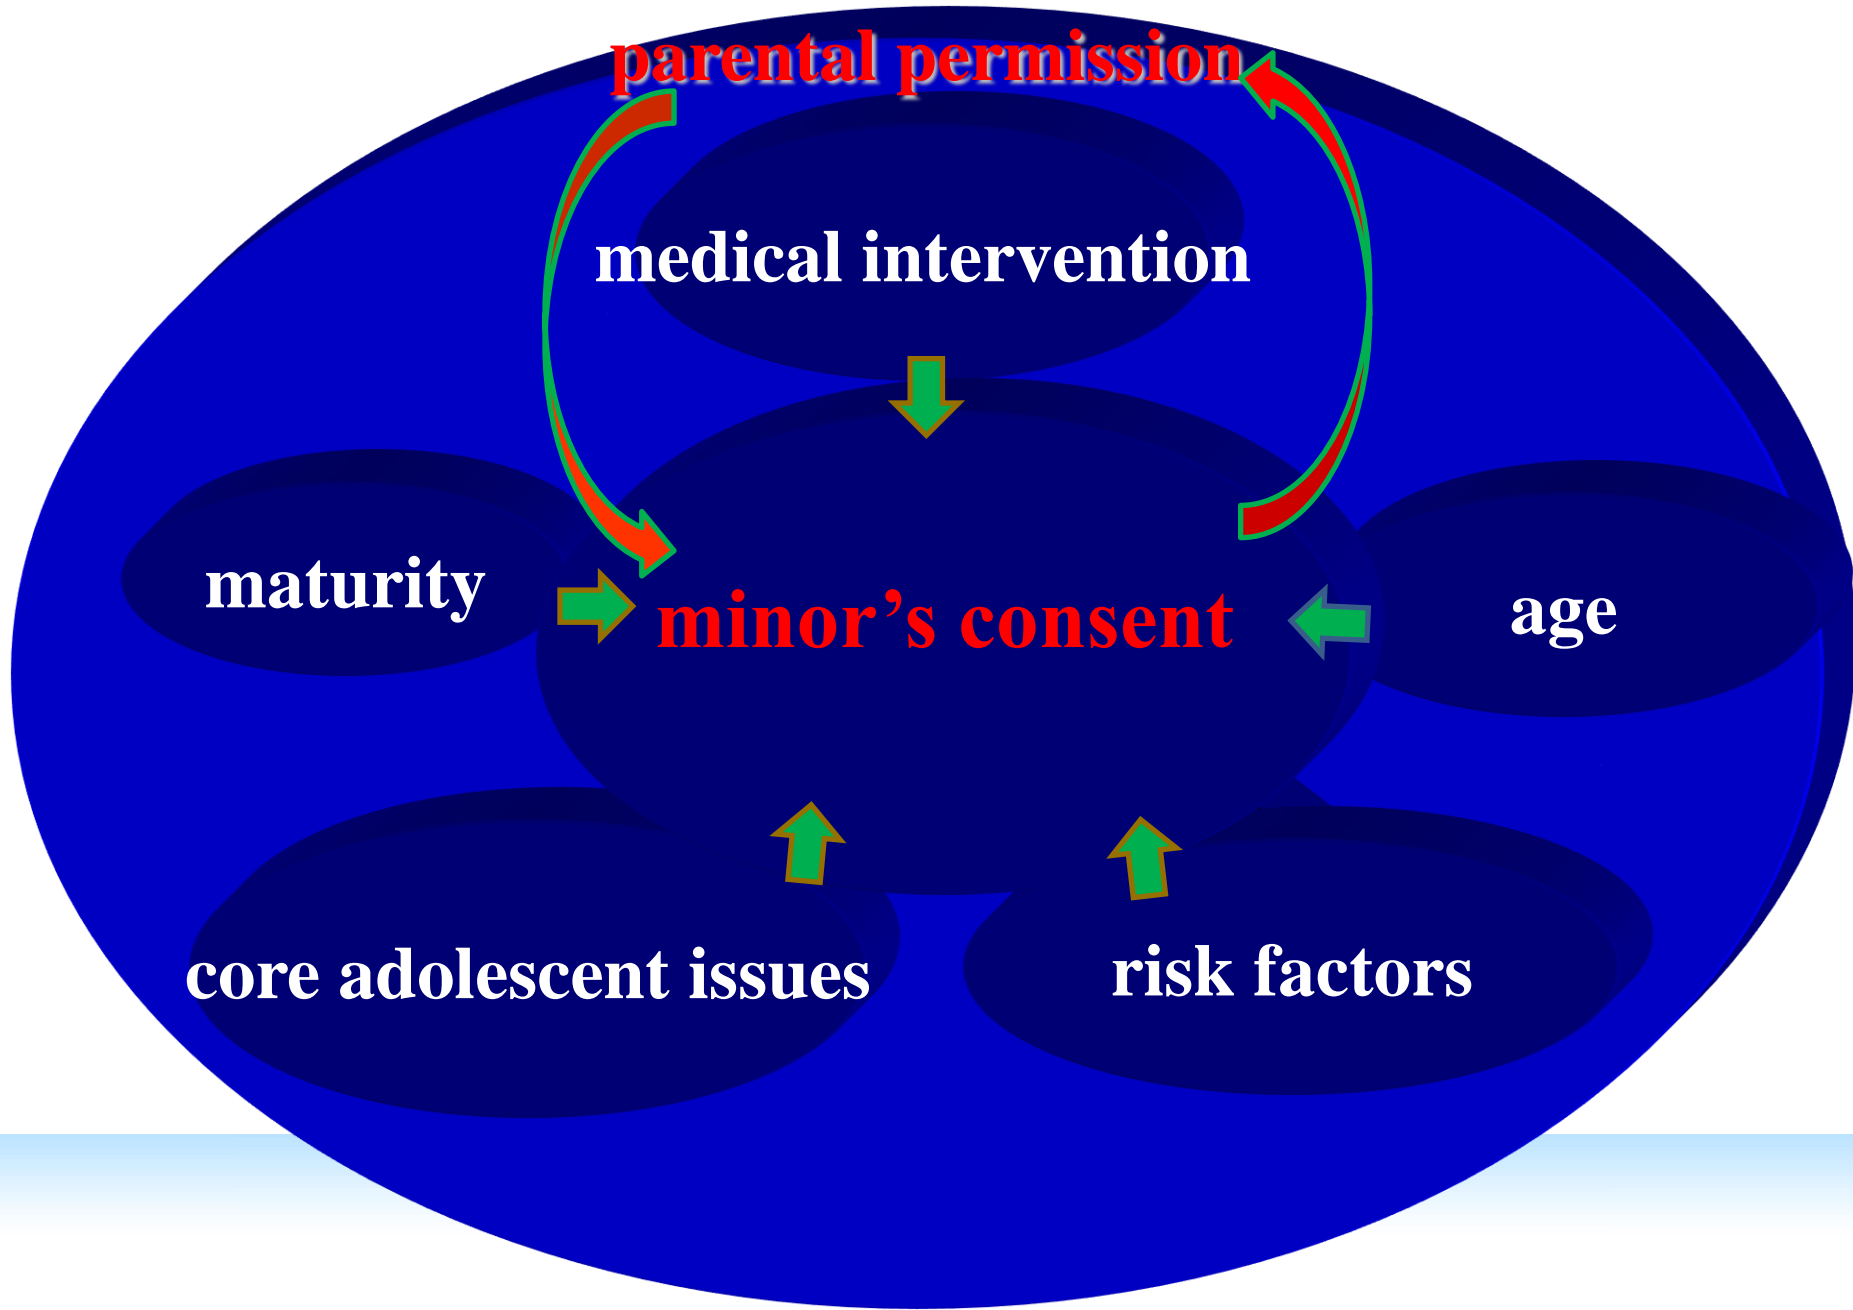 parental permission
medical intervention
maturity
minor’s consent
age
core adolescent issues
risk factors